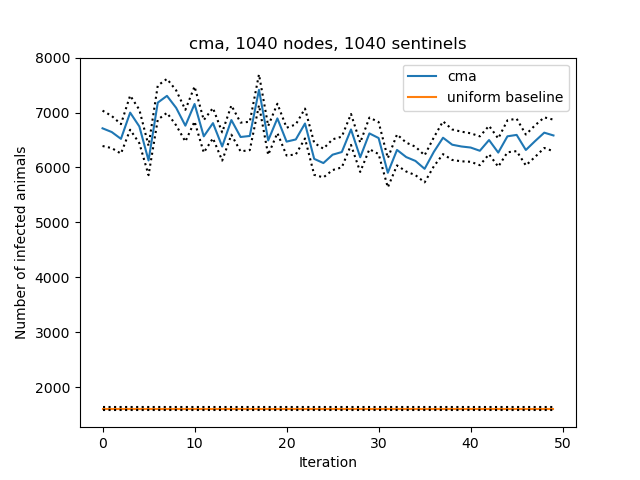 cma, 1040 nodes, 1040 sentinels
cma
uniform baseline
Number of infected animals
8000
7000
6000
5000
4000
3000
2000
0
10
20
30
40
50
Iteration